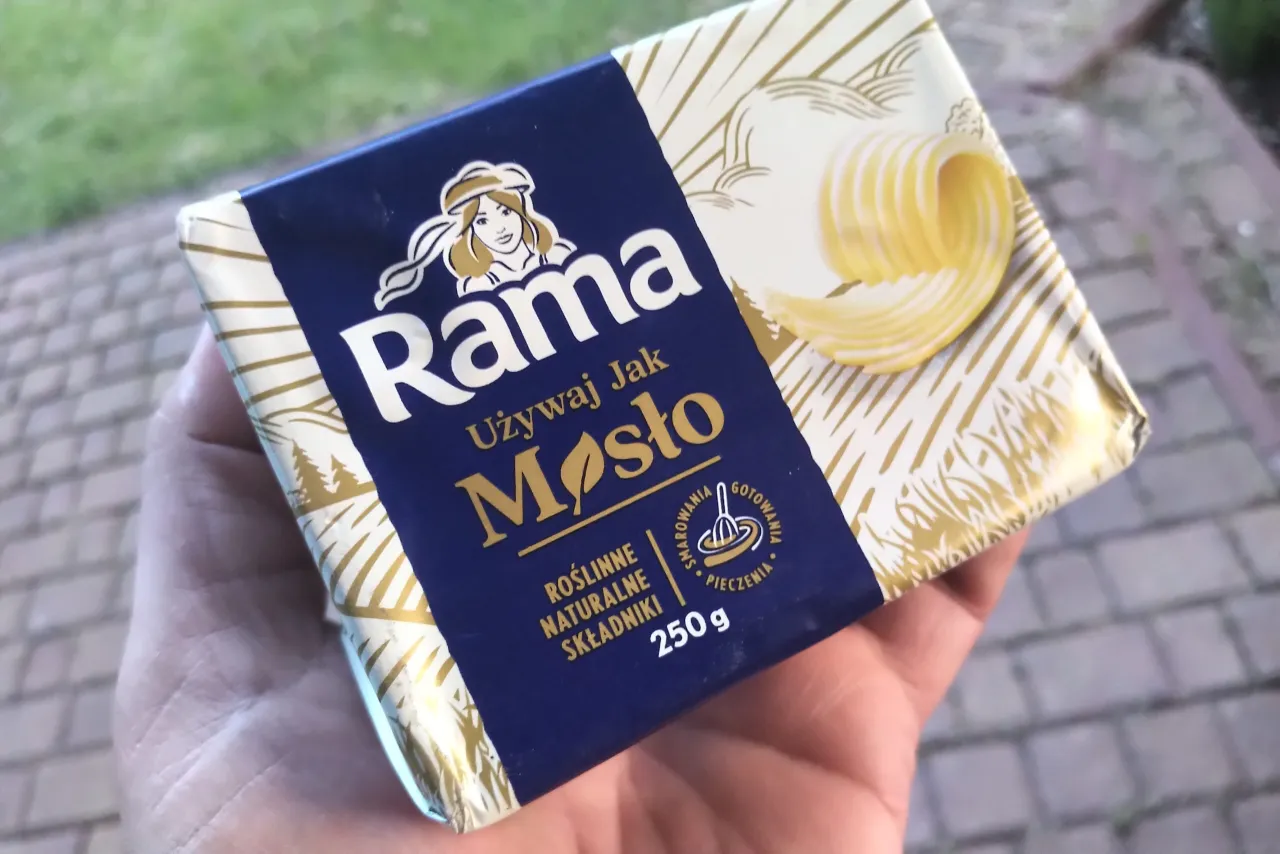 Rama
Używaj Jak
Masło
ROŚLINNE
NATURALNE
SKŁADNIKI
SMAROWANIA • GOTOWANIA • PIECZENIA •
250 g